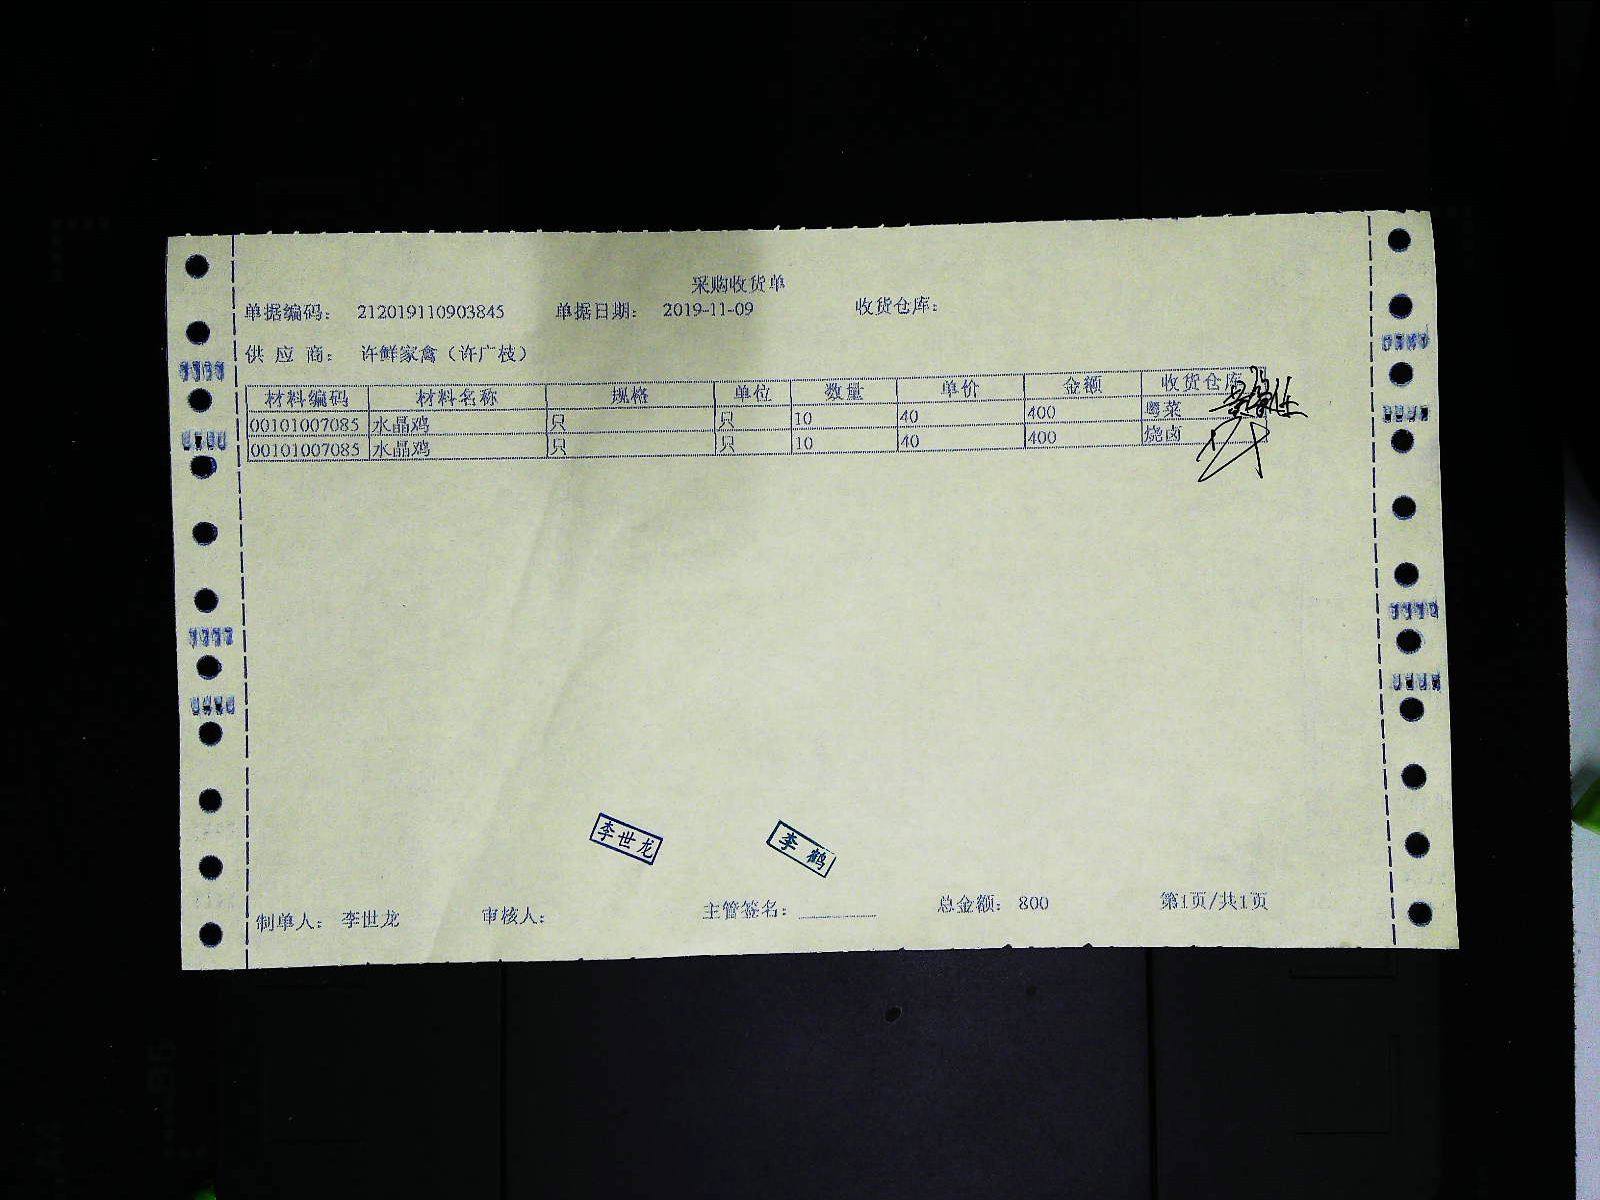 采购收货单
单据编码： 212019110903845 单据日期： 2019-11-09 收货仓库：
供 应 商： 许鲜家禽（许广枝）
材料编码 材料名称 规格 单位 数量 单价 金额 收货仓库
00101007085 水晶鸡 只 只 10 40 400 粤菜
00101007085 水晶鸡 只 只 10 40 400 烧卤
李世龙 李鹤
制单人： 李世龙 审核人： 主管签名： 总金额： 800 第1页/共1页